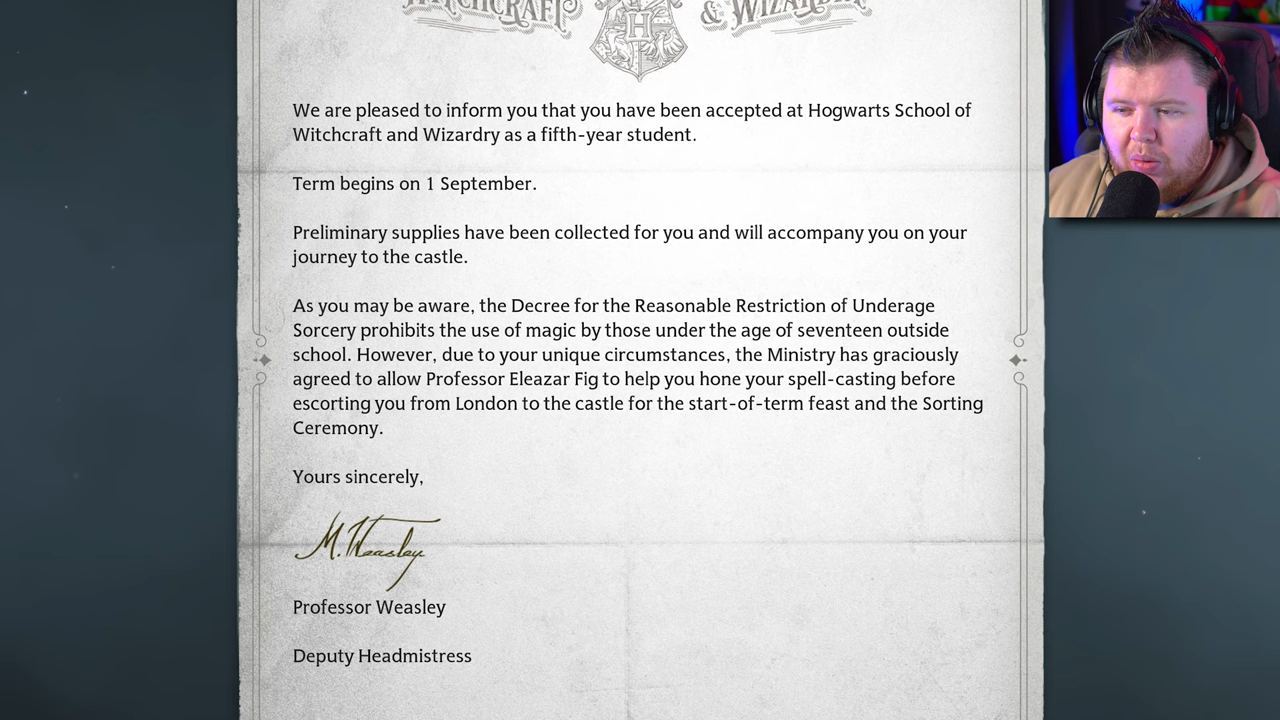 WITCHCRAFT & WIZARDRY
H
We are pleased to inform you that you have been accepted at Hogwarts School of
Witchcraft and Wizardry as a fifth-year student.
Term begins on 1 September.
Preliminary supplies have been collected for you and will accompany you on your
journey to the castle.
As you may be aware, the Decree for the Reasonable Restriction of Underage
Sorcery prohibits the use of magic by those under the age of seventeen outside
school. However, due to your unique circumstances, the Ministry has graciously
agreed to allow Professor Eleazar Fig to help you hone your spell-casting before
escorting you from London to the castle for the start-of-term feast and the Sorting
Ceremony.
Yours sincerely,
M. Weasley
Professor Weasley
Deputy Headmistress